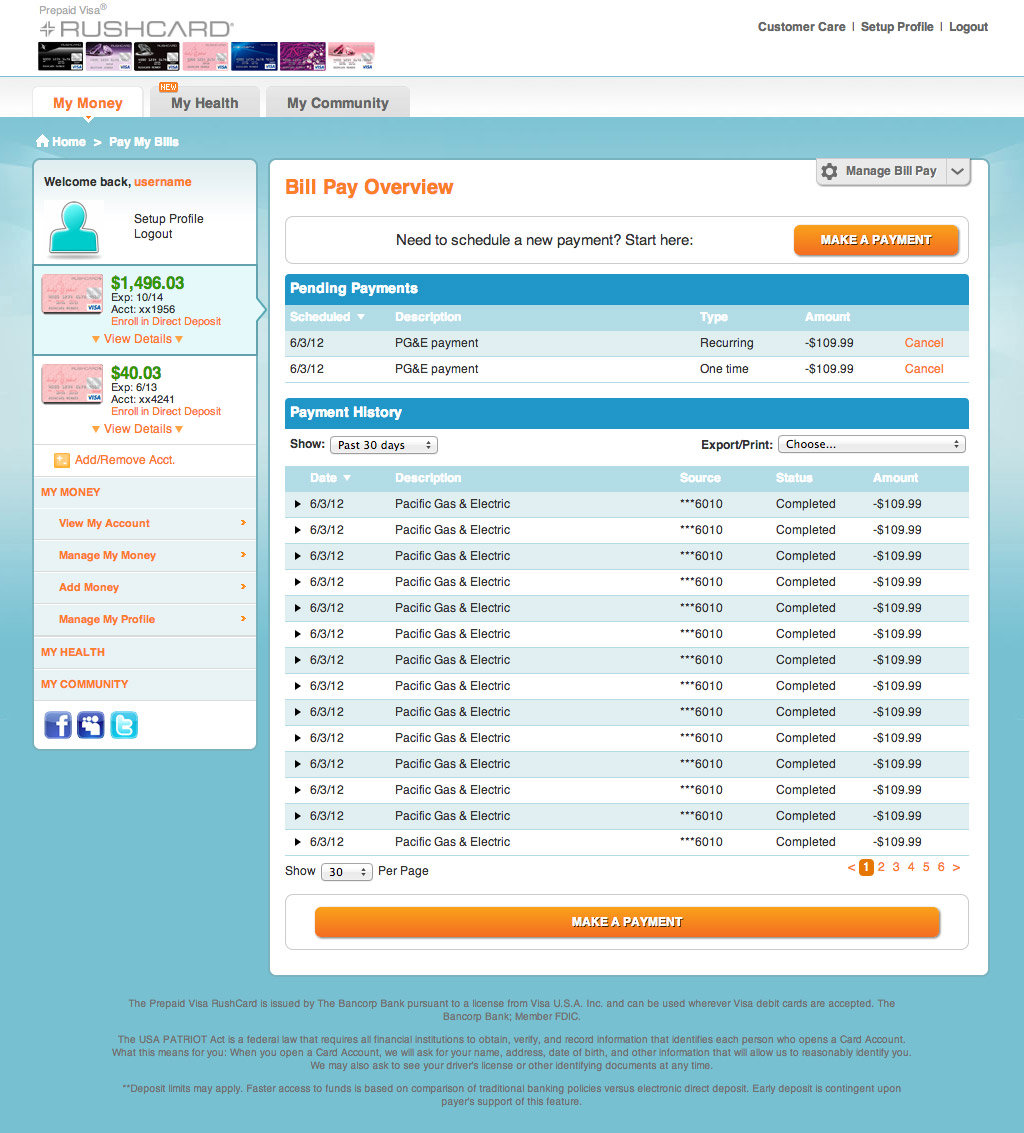 Prepaid Visa®
RUSHCARD®
Customer Care | Setup Profile | Logout
NEW
My Money My Health My Community
Home > Pay My Bills
Welcome back, username
Setup Profile
Logout
$1,496.03
Exp: 10/14
Acct: xx1956
Enroll in Direct Deposit
View Details
$40.03
Exp: 6/13
Acct: xx4241
Enroll in Direct Deposit
View Details
Add/Remove Acct.
MY MONEY
View My Account
Manage My Money
Add Money
Manage My Profile
MY HEALTH
MY COMMUNITY
Manage Bill Pay
Bill Pay Overview
Need to schedule a new payment? Start here: MAKE A PAYMENT
Pending Payments
Scheduled Description Type Amount
6/3/12 PG&E payment Recurring -$109.99 Cancel
6/3/12 PG&E payment One time -$109.99 Cancel
Payment History
Show: Past 30 days Export/Print: Choose...
Date Description Source Status Amount
6/3/12 Pacific Gas & Electric ***6010 Completed -$109.99
6/3/12 Pacific Gas & Electric ***6010 Completed -$109.99
6/3/12 Pacific Gas & Electric ***6010 Completed -$109.99
6/3/12 Pacific Gas & Electric ***6010 Completed -$109.99
6/3/12 Pacific Gas & Electric ***6010 Completed -$109.99
6/3/12 Pacific Gas & Electric ***6010 Completed -$109.99
6/3/12 Pacific Gas & Electric ***6010 Completed -$109.99
6/3/12 Pacific Gas & Electric ***6010 Completed -$109.99
6/3/12 Pacific Gas & Electric ***6010 Completed -$109.99
6/3/12 Pacific Gas & Electric ***6010 Completed -$109.99
6/3/12 Pacific Gas & Electric ***6010 Completed -$109.99
6/3/12 Pacific Gas & Electric ***6010 Completed -$109.99
6/3/12 Pacific Gas & Electric ***6010 Completed -$109.99
6/3/12 Pacific Gas & Electric ***6010 Completed -$109.99
Show 30 Per Page < 1 2 3 4 5 6 >
MAKE A PAYMENT
The Prepaid Visa RushCard is issued by The Bancorp Bank pursuant to a license from Visa U.S.A. Inc. and can be used wherever Visa debit cards are accepted. The
Bancorp Bank; Member FDIC.
The USA PATRIOT Act is a federal law that requires all financial institutions to obtain, verify, and record information that identifies each person who opens a Card Account.
What this means for you: When you open a Card Account, we will ask for your name, address, date of birth, and other information that will allow us to reasonably identify you.
We may also ask to see your driver's license or other identifying documents at any time.
**Deposit limits may apply. Faster access to funds is based on comparison of traditional banking policies versus electronic direct deposit. Early deposit is contingent upon
payer's support of this feature.